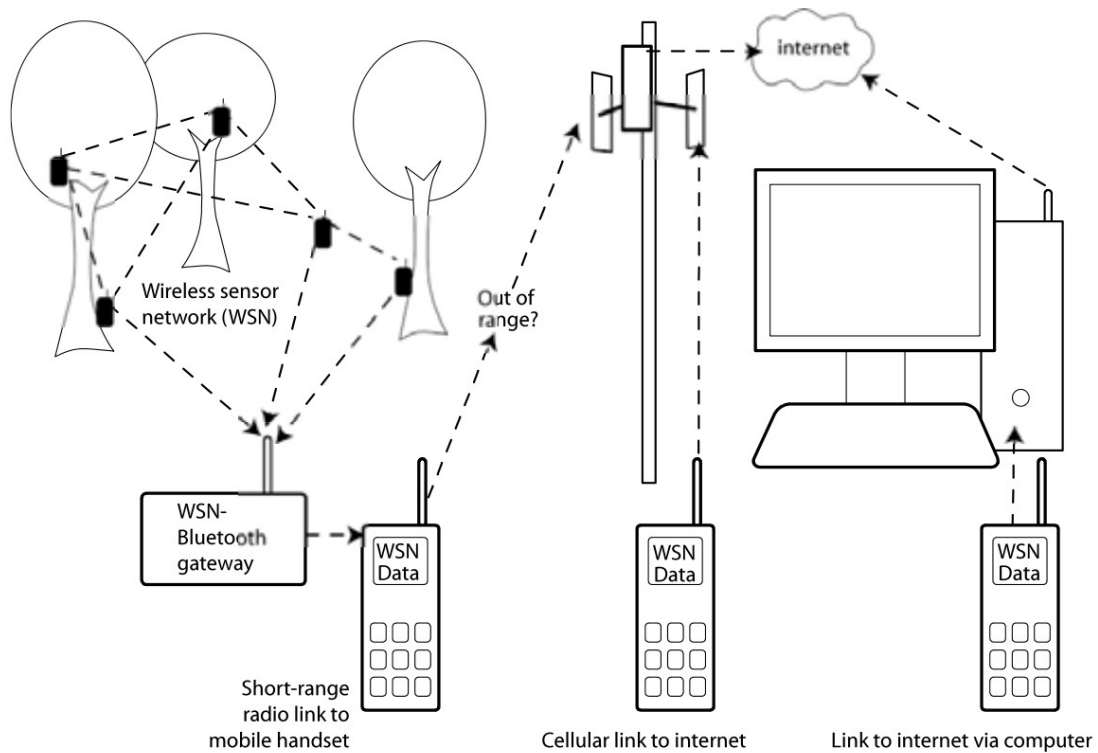 internet
Wireless sensor
network (WSN)
Out of
range?
WSN-
Bluetooth
gateway
WSN
Data
WSN
Data
WSN
Data
Short-range
radio link to
mobile handset
Cellular link to internet
Link to internet via computer